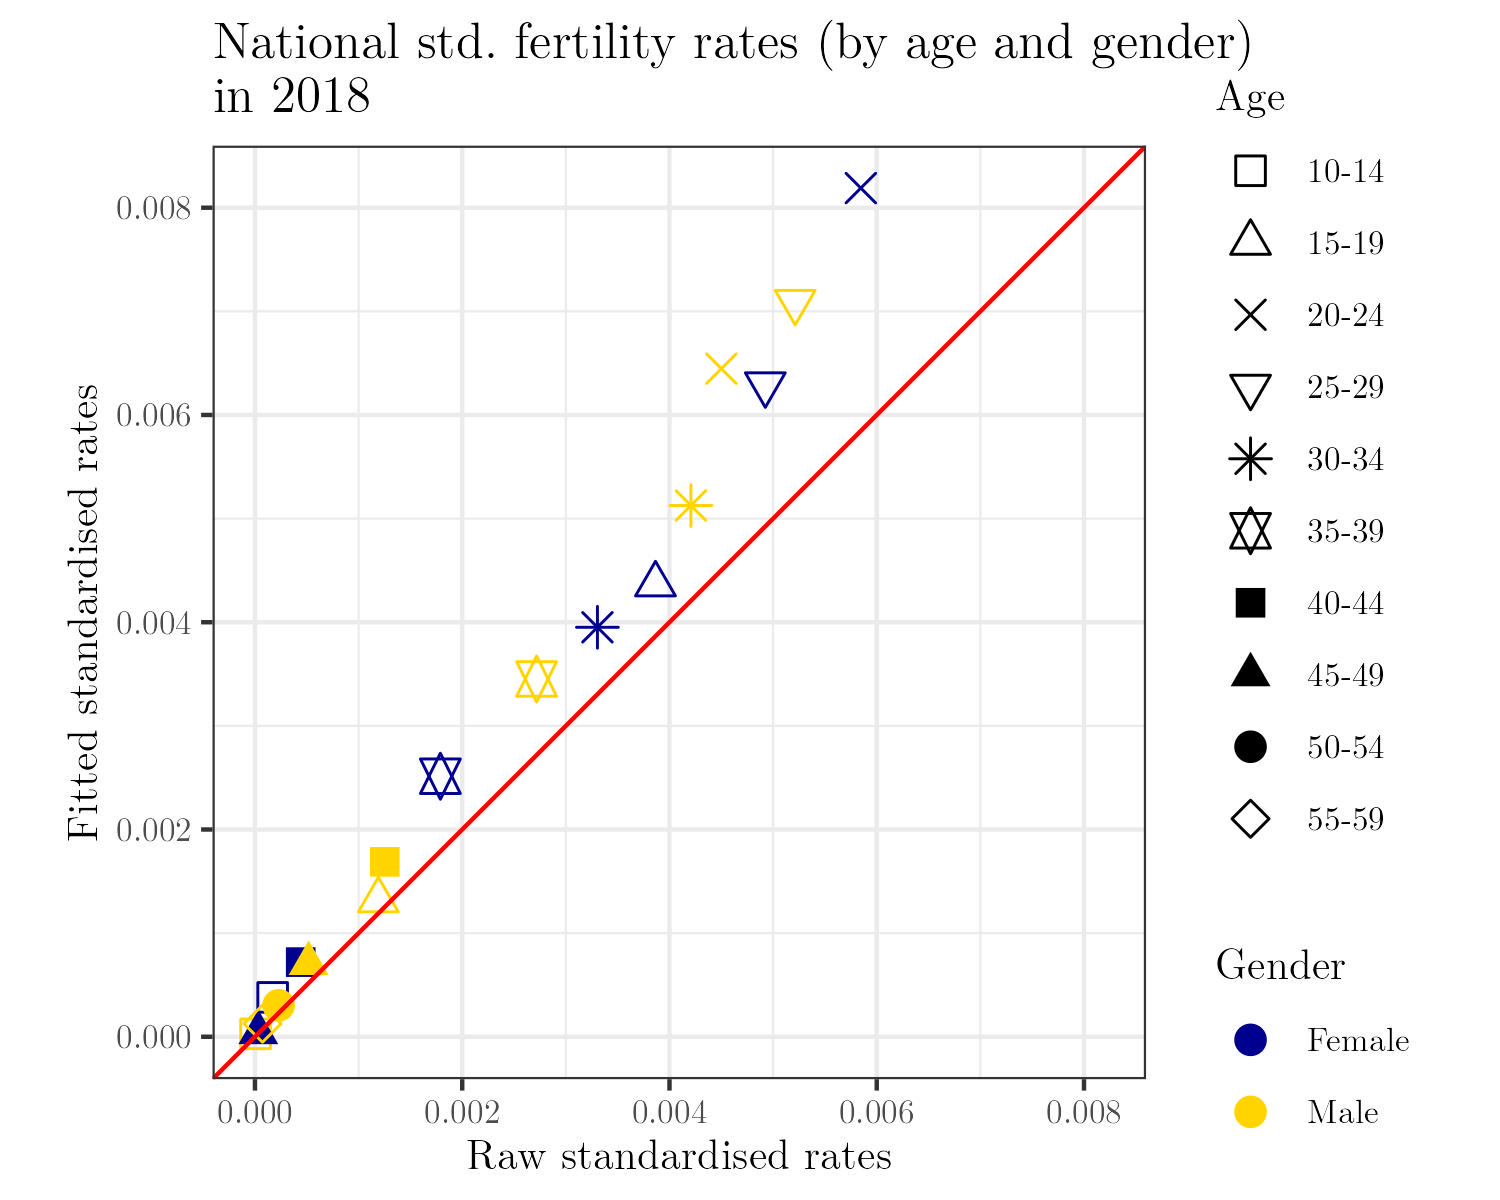 National std. fertility rates (by age and gender)
in 2018
Fitted standardised rates
0.008
0.006
0.004
0.002
0.000
0.000 0.002 0.004 0.006 0.008
Raw standardised rates
Age
10-14
15-19
20-24
25-29
30-34
35-39
40-44
45-49
50-54
55-59
Gender
Female
Male